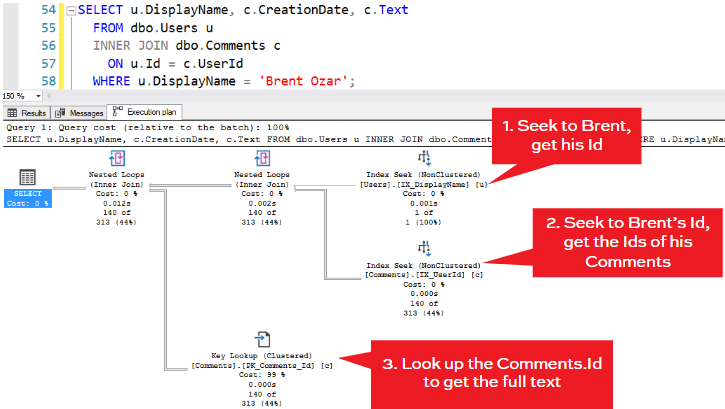 54 SELECT u.DisplayName, c.CreationDate, c.Text
55 FROM dbo.Users u
56 INNER JOIN dbo.Comments c
57 ON u.Id = c.UserId
58 WHERE u.DisplayName = 'Brent Ozar';
150 %
Results Messages Execution plan
Query 1: Query cost (relative to the batch): 100%
SELECT u.DisplayName, c.CreationDate, c.Text FROM dbo.Users u INNER JOIN dbo.Comment
RE u.DisplayNa
1. Seek to Brent,
get his Id
SELECT
Cost: 0 %
Nested Loops
(Inner Join)
Cost: 0 %
0.012s
140 of
313 (44%)
Nested Loops
(Inner Join)
Cost: 0 %
0.002s
140 of
313 (44%)
Index Seek (NonClustered)
[Users].[IX_DisplayName] [u]
Cost: 0 %
0.001s
1 of
1 (100%)
2. Seek to Brent's Id,
get the Ids of his
Comments
Index Seek (NonClustered)
[Comments].[IX_UserId] [c]
Cost: 0 %
0.000s
140 of
313 (44%)
Key Lookup (Clustered)
[Comments].[PK_Comments_Id] [c]
Cost: 99 %
0.000s
140 of
313 (44%)
3. Look up the Comments.Id
to get the full text